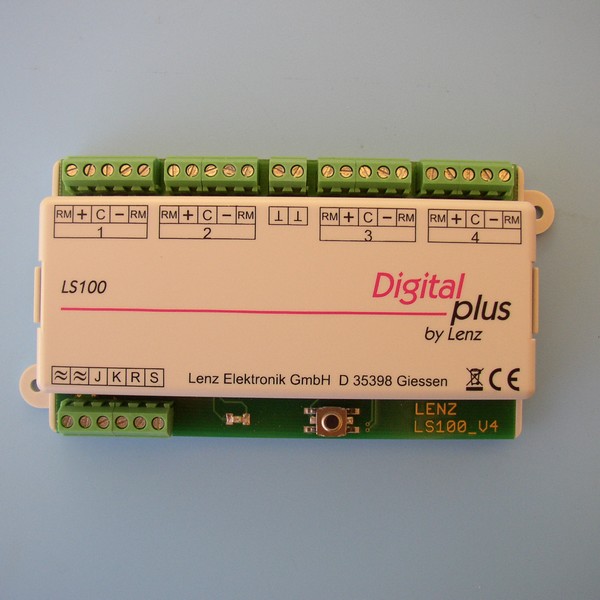 RM + C − RM RM + C − RM ⊥ ⊥ RM + C − RM RM + C − RM
1 2 3 4
LS100
Digital
plus
by Lenz
≈ ≈ J K R S
Lenz Elektronik GmbH D 35398 Giessen CE
LENZ
LS100_V4